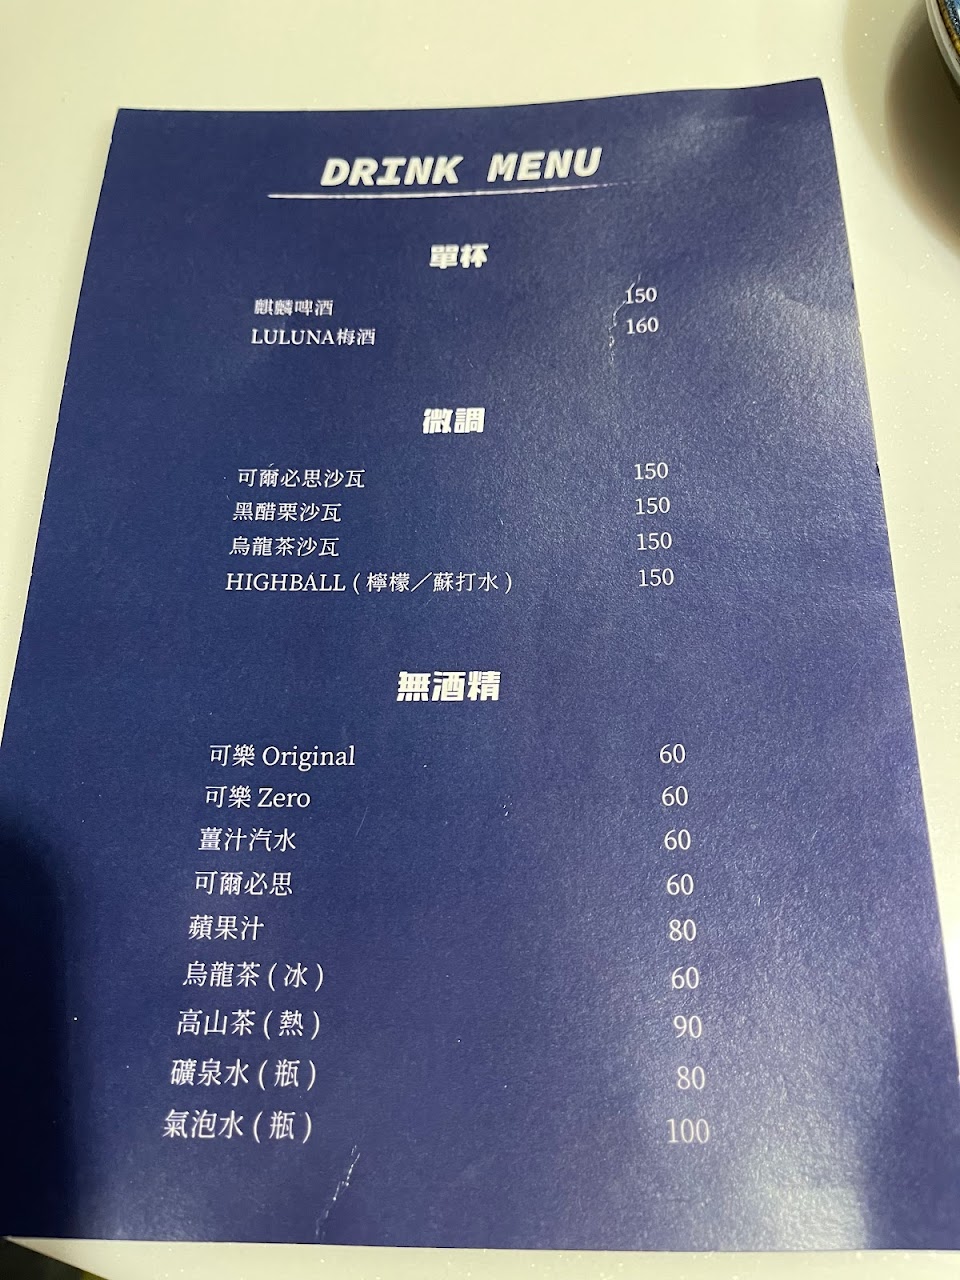 DRINK MENU
單杯
麒麟啤酒 150
LULUNA梅酒 160
微調
可爾必思沙瓦 150
黑醋栗沙瓦 150
烏龍茶沙瓦 150
HIGHBALL ( 檸檬／蘇打水 ) 150
無酒精
可樂 Original 60
可樂 Zero 60
薑汁汽水 60
可爾必思 60
蘋果汁 80
烏龍茶 ( 冰 ) 60
高山茶 ( 熱 ) 90
礦泉水 ( 瓶 ) 80
氣泡水 ( 瓶 ) 100